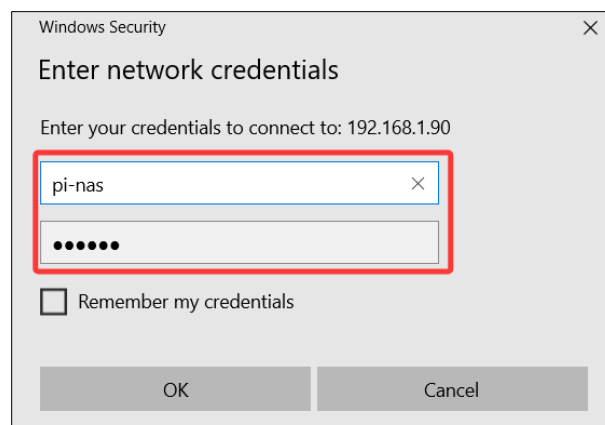 Windows Security
Enter network credentials
Enter your credentials to connect to: 192.168.1.90
pi-nas
●●●●●●
Remember my credentials
OK Cancel